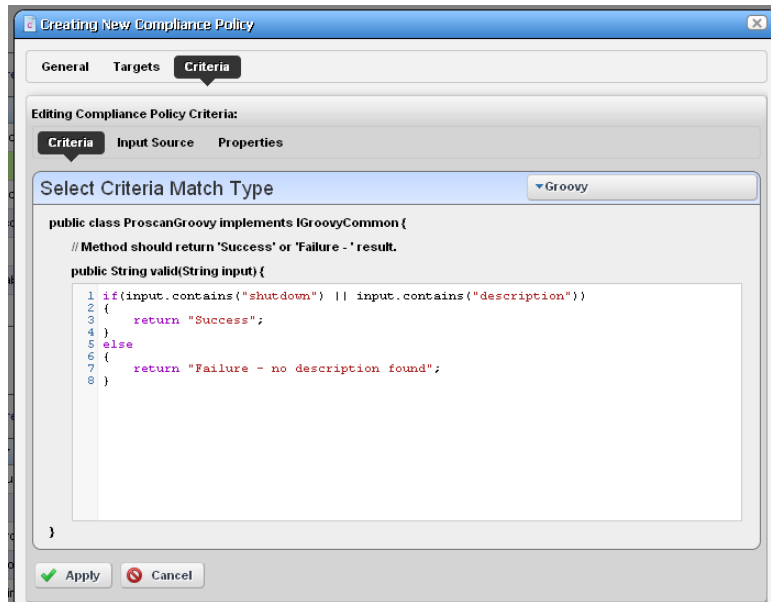 Creating New Compliance Policy
General Targets Criteria
Editing Compliance Policy Criteria:
Criteria Input Source Properties
Select Criteria Match Type Groovy
public class ProscanGroovy implements IGroovyCommon {
// Method should return 'Success' or 'Failure - ' result.
public String valid(String input) {
1 if(input.contains("shutdown") || input.contains("description"))
2 {
3 return "Success";
4 }
5 else
6 {
7 return "Failure - no description found";
8 }
}
Apply Cancel